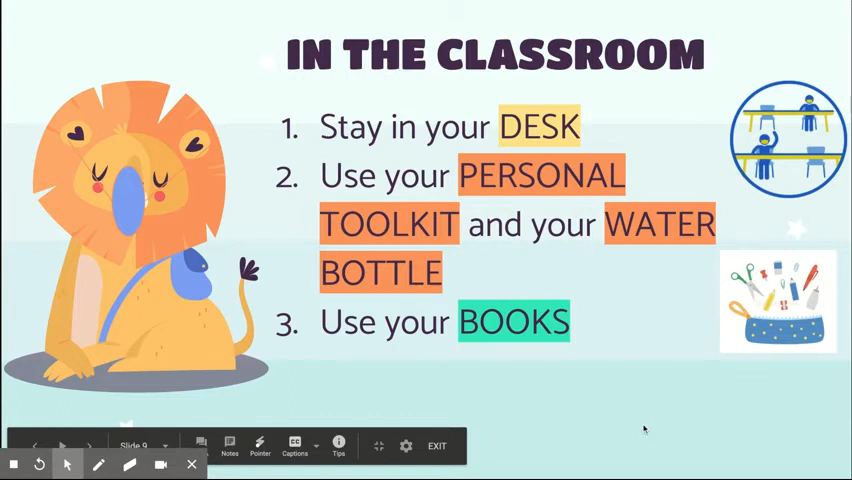 IN THE CLASSROOM
1. Stay in your DESK
2. Use your PERSONAL
TOOLKIT and your WATER
BOTTLE
3. Use your BOOKS
Slide 9
Notes
Pointer
Captions
Tips
EXIT
CC